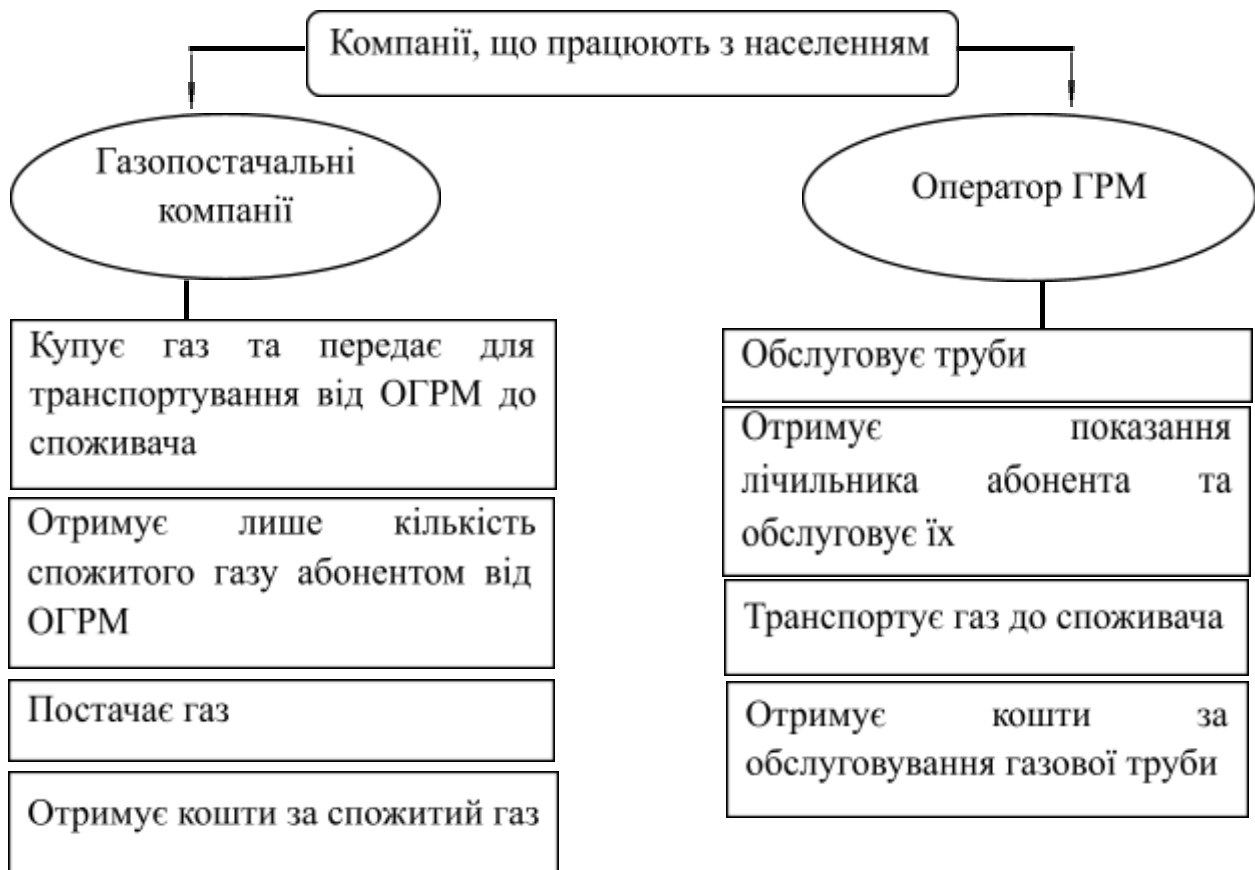 Компанії, що працюють з населенням
Газопостачальні
компанії
Купує газ та передає для
транспортування від ОГРМ до
споживача
Отримує лише кількість
спожитого газу абонентом від
ОГРМ
Постачає газ
Отримує кошти за спожитий газ
Оператор ГРМ
Обслуговує труби
Отримує показання
лічильника абонента та
обслуговує їх
Транспортує газ до споживача
Отримує кошти за
обслуговування газової труби